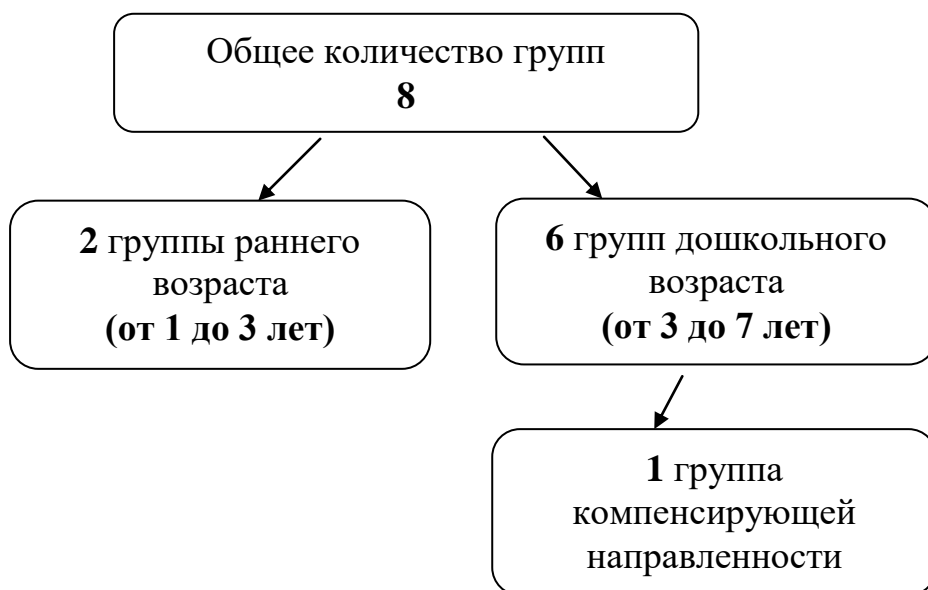 Общее количество групп
8
2 группы раннего
возраста
(от 1 до 3 лет)
6 групп дошкольного
возраста
(от 3 до 7 лет)
1 группа
компенсирующей
направленности